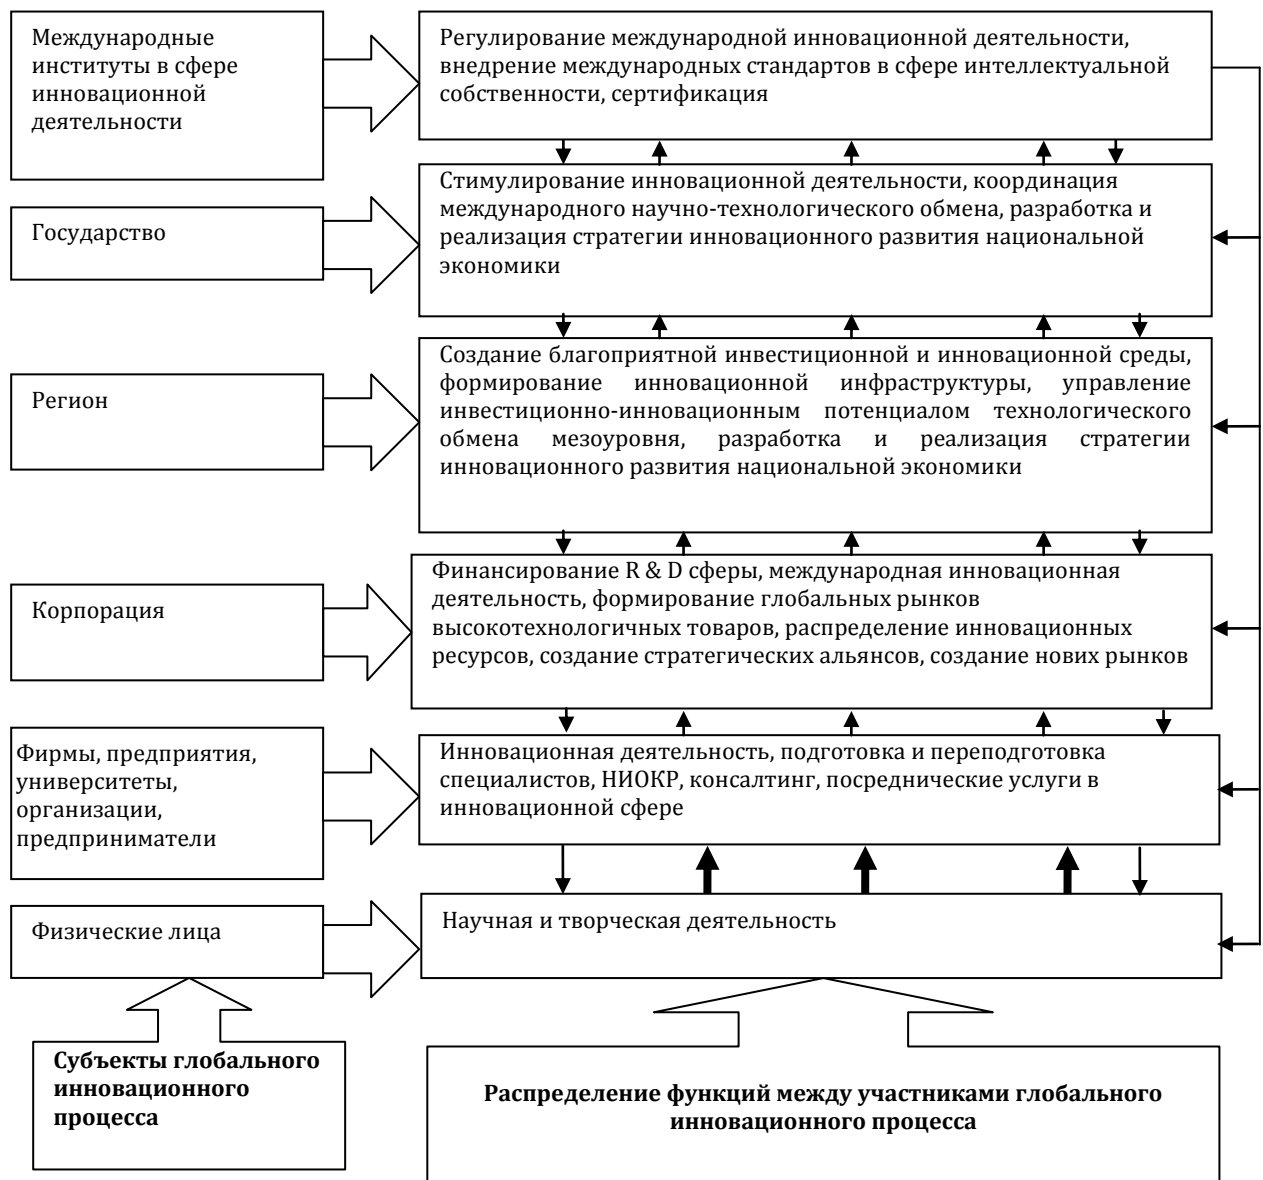 Международные
институты в сфере
инновационной
деятельности
Регулирование международной инновационной деятельности,
внедрение международных стандартов в сфере интеллектуальной
собственности, сертификация
Государство
Стимулирование инновационной деятельности, координация
международного научно-технологического обмена, разработка и
реализация стратегии инновационного развития национальной
экономики
Регион
Создание благоприятной инвестиционной и инновационной среды,
формирование инновационной инфраструктуры, управление
инвестиционно-инновационным потенциалом технологического
обмена мезоуровня, разработка и реализация стратегии
инновационного развития национальной экономики
Корпорация
Финансирование R & D сферы, международная инновационная
деятельность, формирование глобальных рынков
высокотехнологичных товаров, распределение инновационных
ресурсов, создание стратегических альянсов, создание нових рынков
Фирмы, предприятия,
университеты,
организации,
предприниматели
Инновационная деятельность, подготовка и переподготовка
специалистов, НИОКР, консалтинг, посреднические услуги в
инновационной сфере
Физические лица
Научная и творческая деятельность
Субъекты глобального
инновационного
процесса
Распределение функций между участниками глобального
инновационного процесса